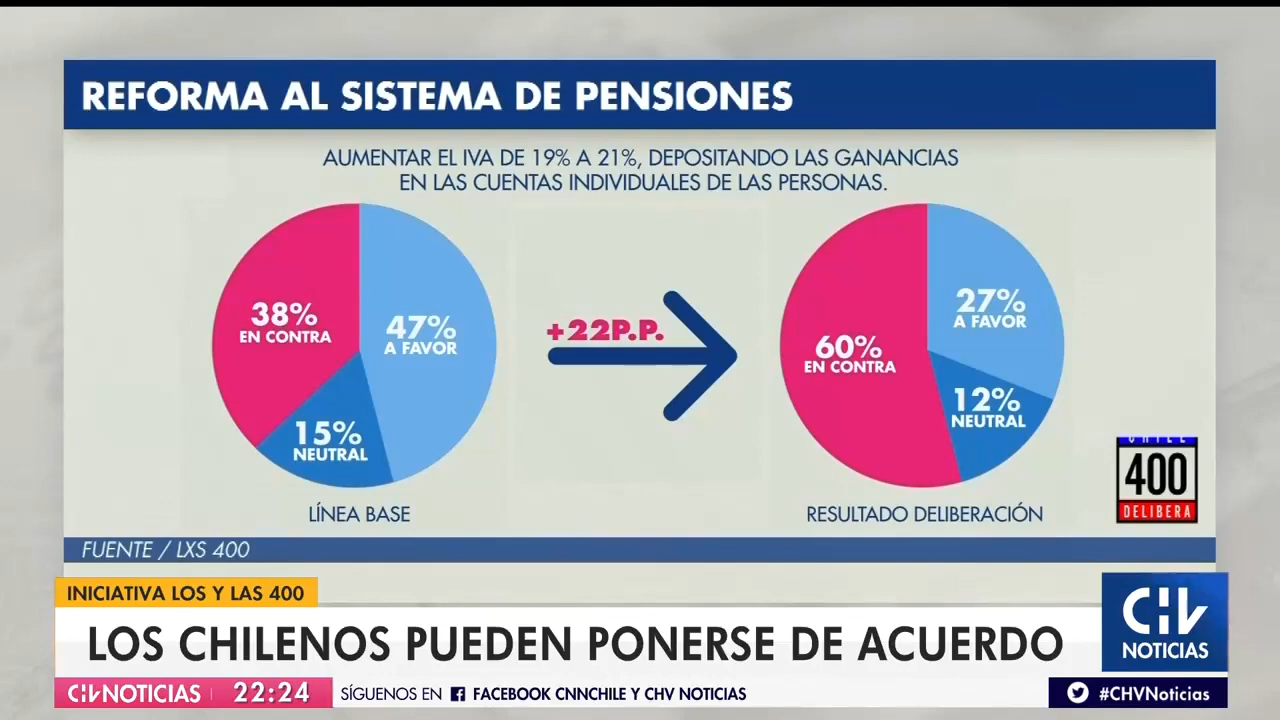 REFORMA AL SISTEMA DE PENSIONES
AUMENTAR EL IVA DE 19% A 21%, DEPOSITANDO LAS GANANCIAS
EN LAS CUENTAS INDIVIDUALES DE LAS PERSONAS.
38%
EN CONTRA
47%
A FAVOR
15%
NEUTRAL
LÍNEA BASE
+22P.P.
27%
A FAVOR
60%
EN CONTRA
12%
NEUTRAL
RESULTADO DELIBERACIÓN
CHILE
400
DELIBERA
FUENTE / LXS 400
INICIATIVA LOS Y LAS 400
LOS CHILENOS PUEDEN PONERSE DE ACUERDO
CHV
NOTICIAS
CHV NOTICIAS 22:24 SÍGUENOS EN FACEBOOK CNNCHILE Y CHV NOTICIAS #CHVNoticias